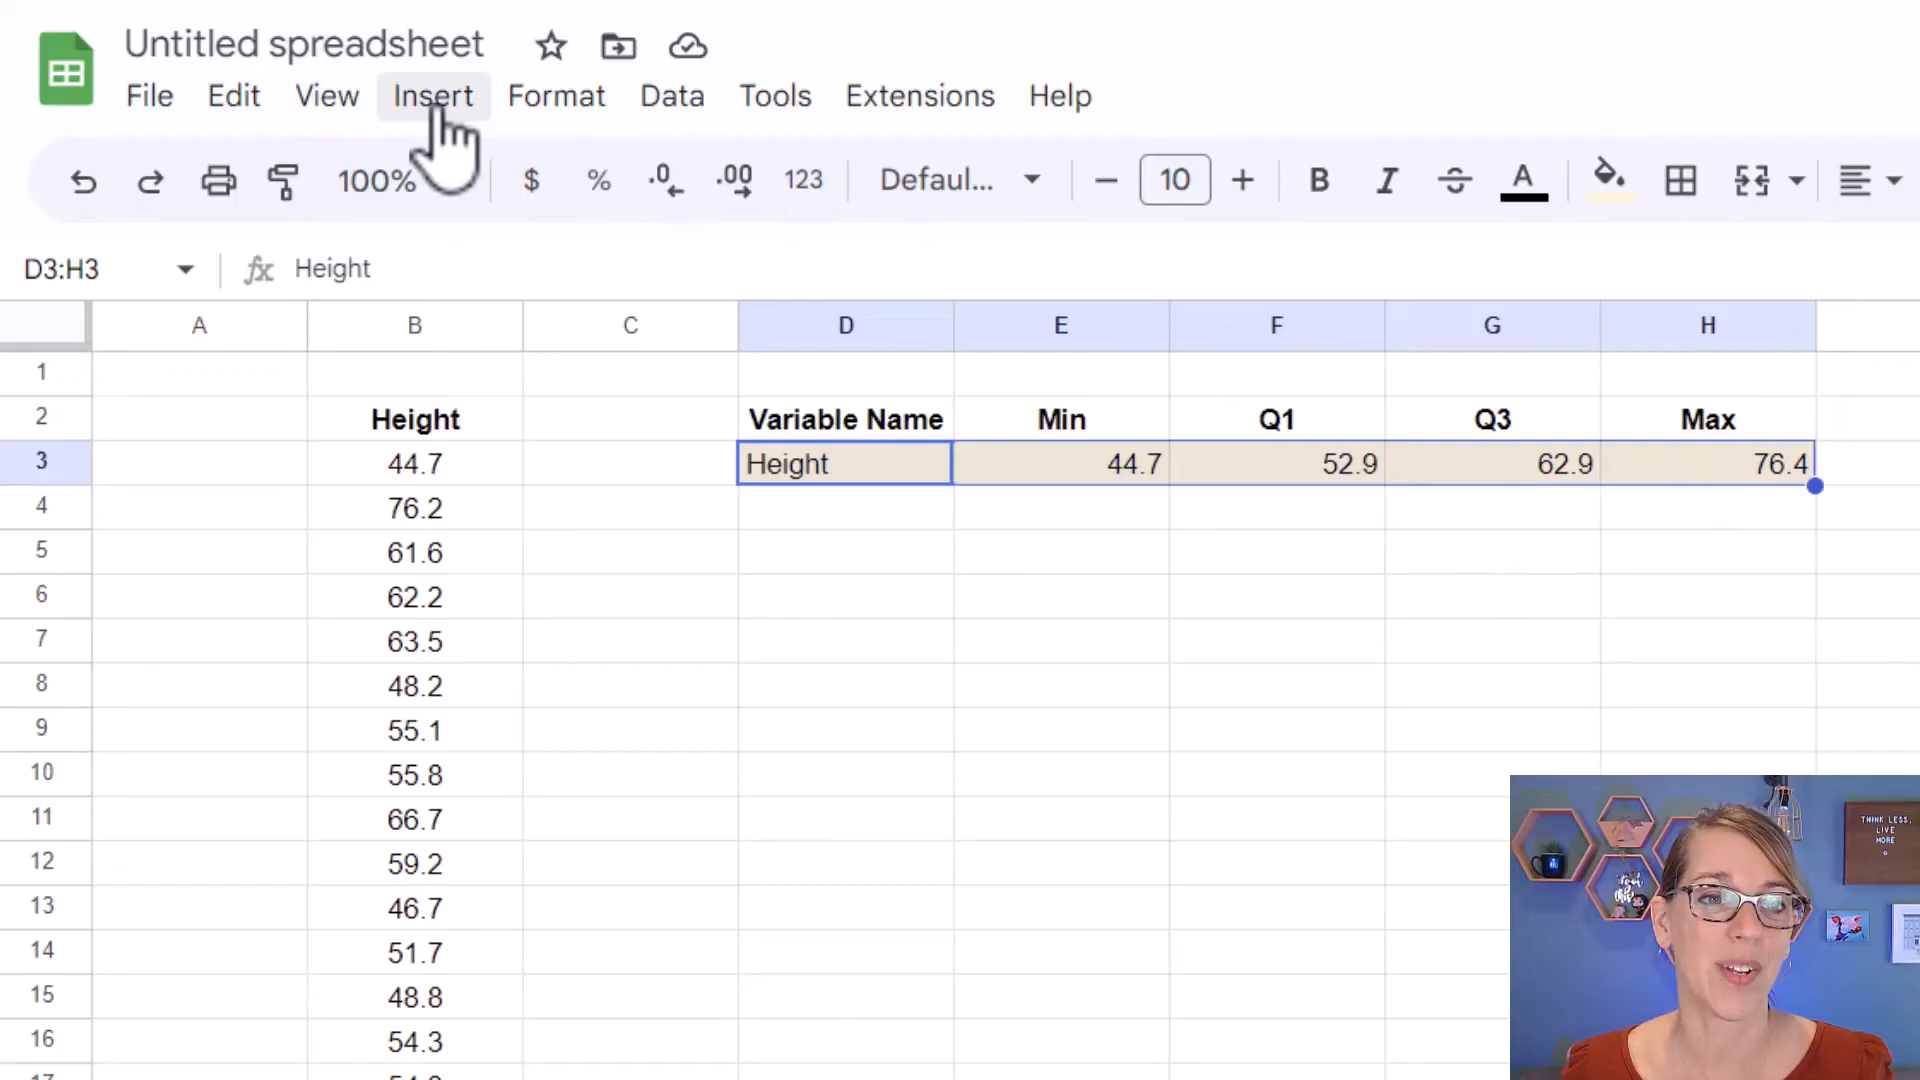 Untitled spreadsheet
File Edit View Insert Format Data Tools Extensions Help
100% $ % .0 .00 123 Defaul... 10 B I S A
D3:H3 fx Height
A B C D E F G H
1
2 Height Variable Name Min Q1 Q3 Max
3 44.7 Height 44.7 52.9 62.9 76.4
4 76.2
5 61.6
6 62.2
7 63.5
8 48.2
9 55.1
10 55.8
11 66.7
12 59.2
13 46.7
14 51.7
15 48.8
16 54.3
THINK LESS,
LIVE
MORE